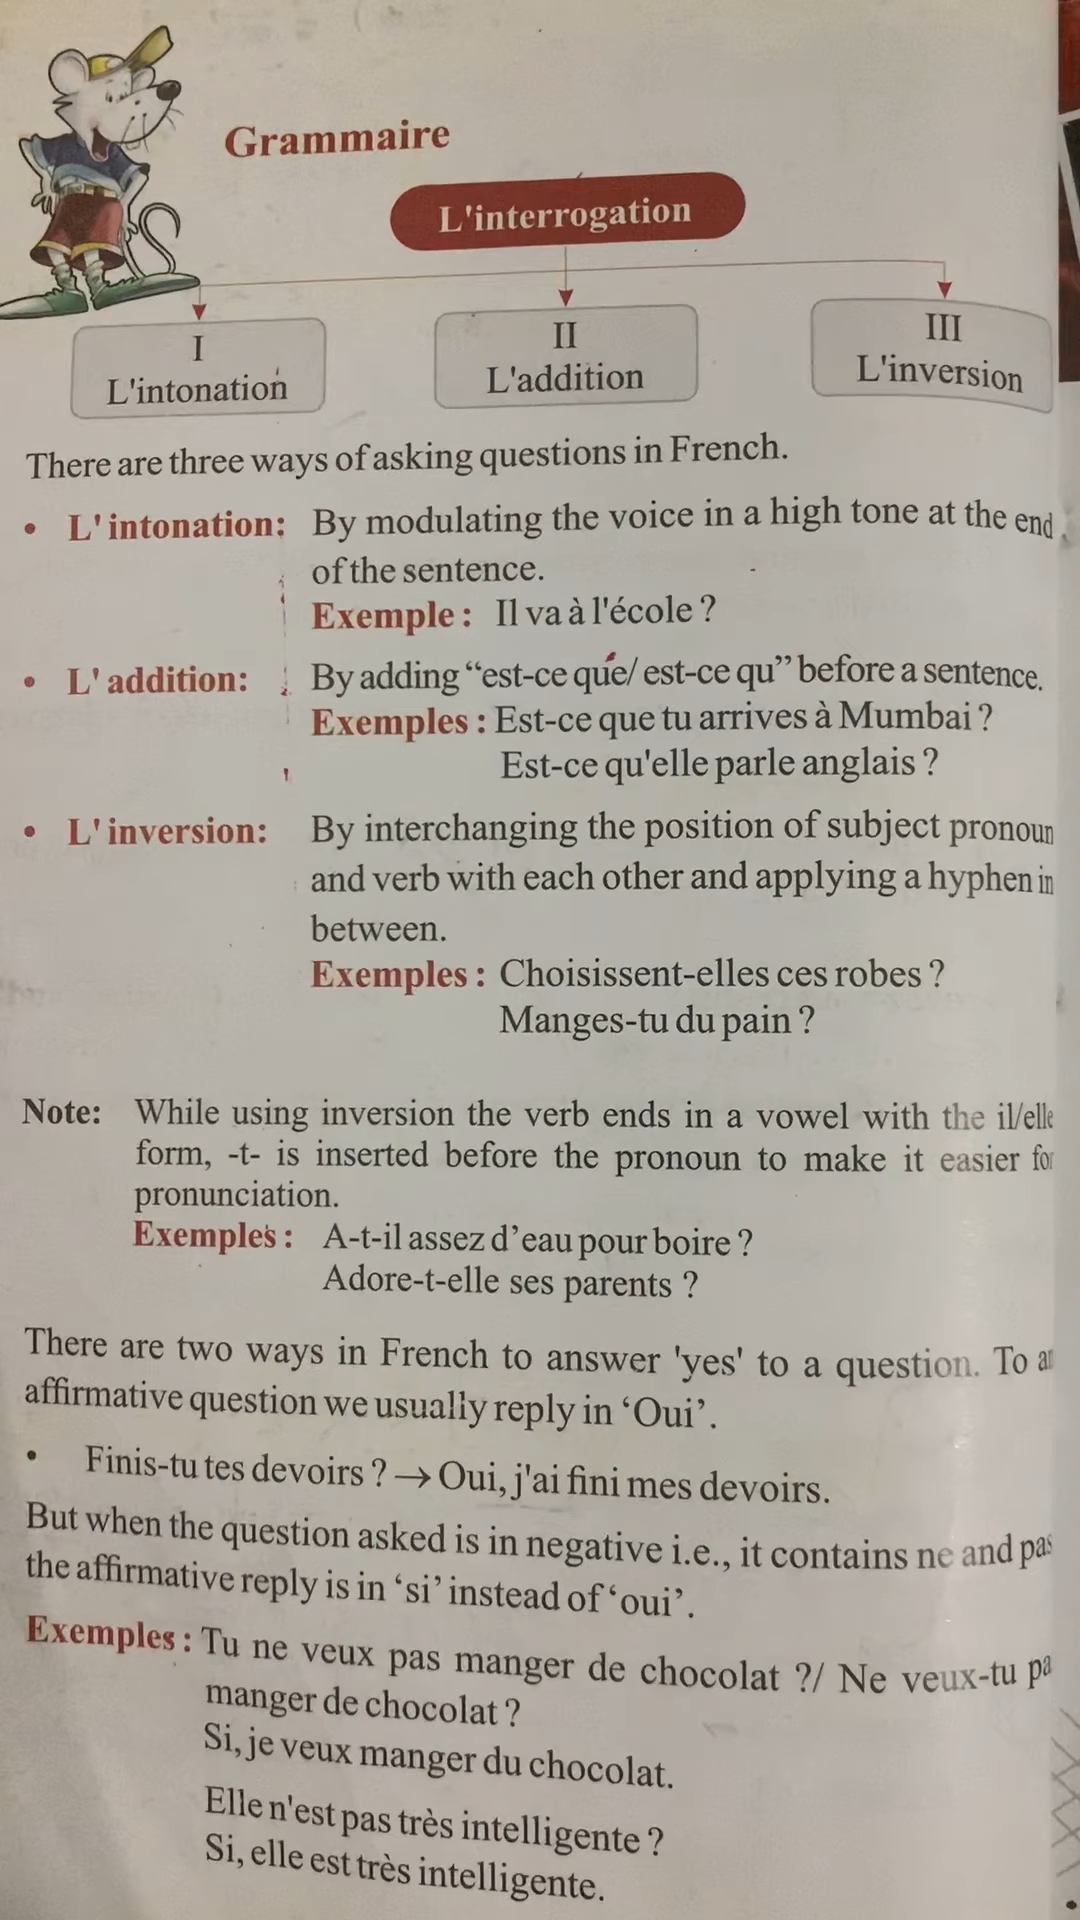 Grammaire
L'interrogation
I
L'intonation
II
L'addition
III
L'inversion
There are three ways of asking questions in French.
• L'intonation: By modulating the voice in a high tone at the end
of the sentence.
Exemple : Il va à l'école ?
• L'addition: By adding “est-ce que/ est-ce qu” before a sentence.
Exemples : Est-ce que tu arrives à Mumbai ?
Est-ce qu'elle parle anglais ?
• L'inversion: By interchanging the position of subject pronoun
and verb with each other and applying a hyphen in
between.
Exemples : Choisissent-elles ces robes ?
Manges-tu du pain ?
Note: While using inversion the verb ends in a vowel with the il/elle
form, -t- is inserted before the pronoun to make it easier for
pronunciation.
Exemples : A-t-il assez d’eau pour boire ?
Adore-t-elle ses parents ?
There are two ways in French to answer 'yes' to a question. To
affirmative question we usually reply in ‘Oui’.
• Finis-tu tes devoirs ? → Oui, j'ai fini mes devoirs.
But when the question asked is in negative i.e., it contains ne and pas
the affirmative reply is in ‘si’ instead of ‘oui’.
Exemples : Tu ne veux pas manger de chocolat ?/ Ne veux-tu pa
manger de chocolat ?
Si, je veux manger du chocolat.
Elle n'est pas très intelligente ?
Si, elle est très intelligente.